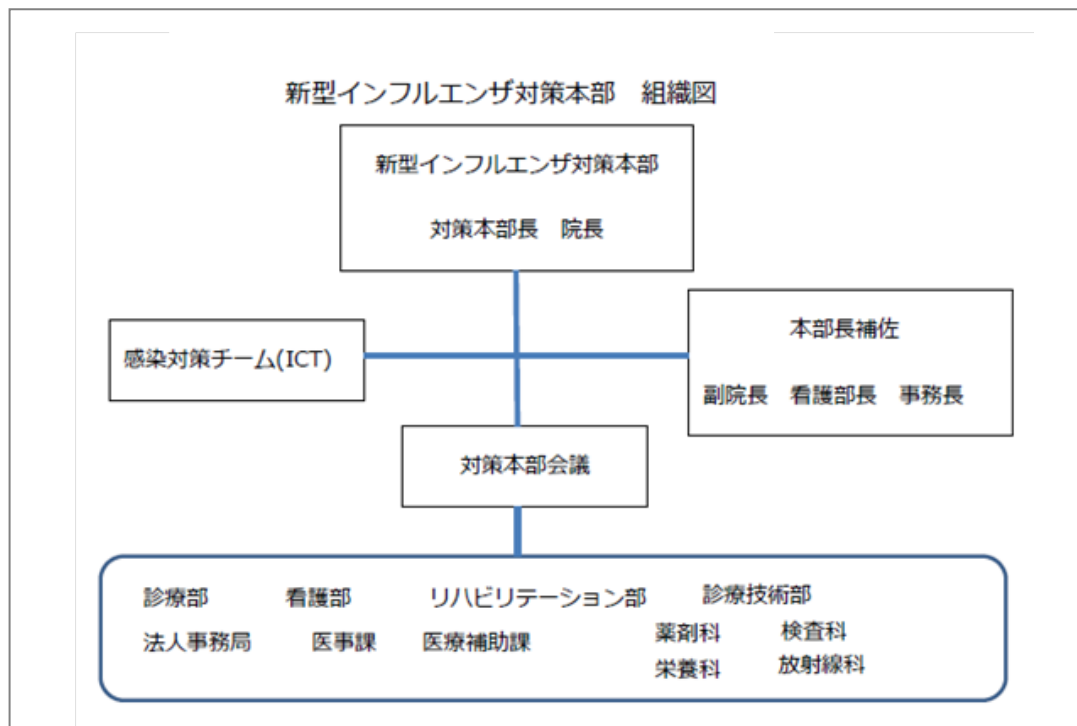 新型インフルエンザ対策本部　組織図
新型インフルエンザ対策本部
対策本部長　院長
感染対策チーム(ICT)
本部長補佐
副院長　看護部長　事務長
対策本部会議
診療部　看護部　リハビリテーション部　診療技術部
法人事務局　医事課　医療補助課　薬剤科　検査科
栄養科　放射線科